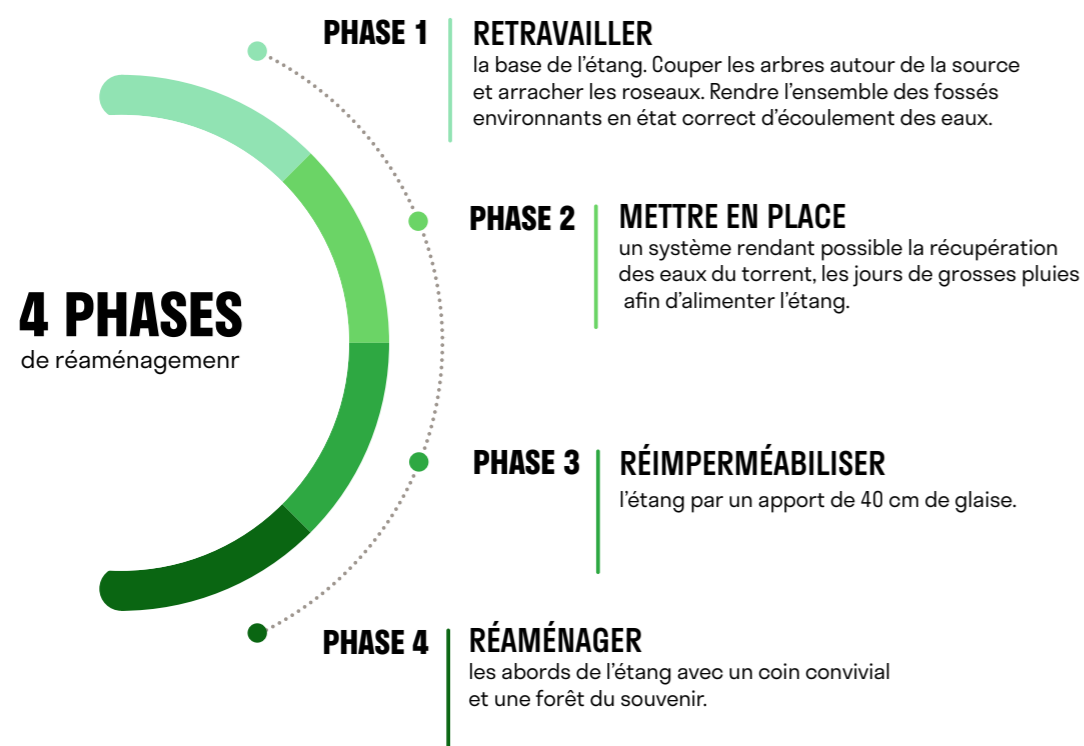 4 PHASES
de réaménagemenr
PHASE 1
RETRAVAILLER
la base de l'étang. Couper les arbres autour de la source
et arracher les roseaux. Rendre l'ensemble des fossés
environnants en état correct d'écoulement des eaux.
PHASE 2
METTRE EN PLACE
un système rendant possible la récupération
des eaux du torrent, les jours de grosses pluies
afin d'alimenter l'étang.
PHASE 3
RÉIMPERMÉABILISER
l'étang par un apport de 40 cm de glaise.
PHASE 4
RÉAMÉNAGER
les abords de l'étang avec un coin convivial
et une forêt du souvenir.